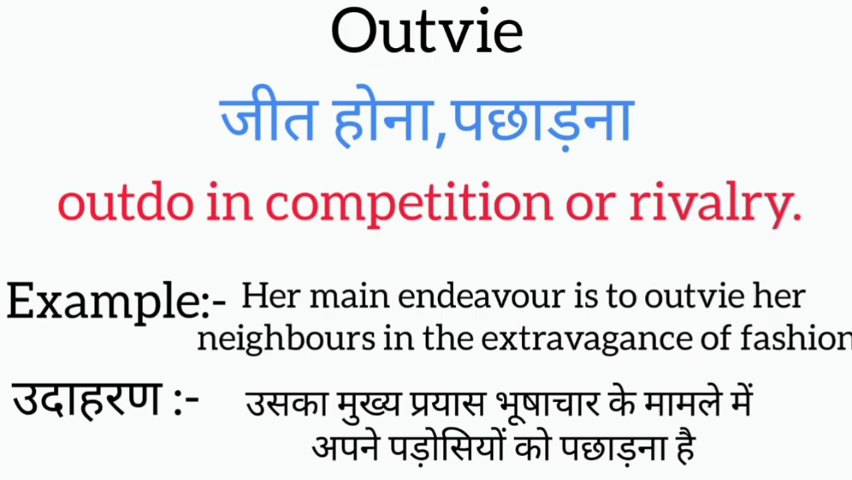 Outvie
जीत होना,पछाड़ना
outdo in competition or rivalry.
Example:- Her main endeavour is to outvie her
neighbours in the extravagance of fashion
उदाहरण :- उसका मुख्य प्रयास भूषाचार के मामले में
अपने पड़ोसियों को पछाड़ना है